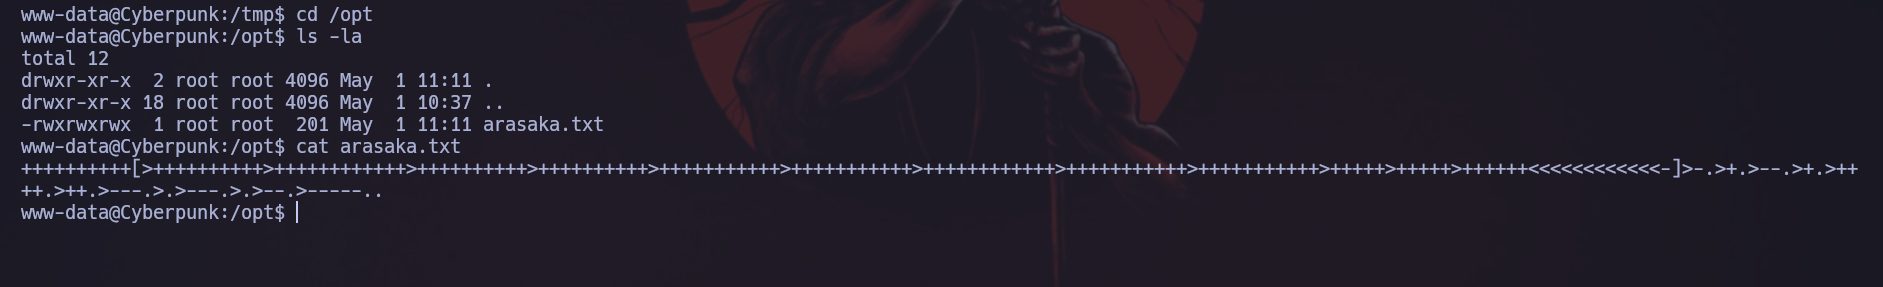 www-data@Cyberpunk:/tmp$ cd /opt
www-data@Cyberpunk:/opt$ ls -la
total 12
drwxr-xr-x  2 root root 4096 May  1 11:11 .
drwxr-xr-x 18 root root 4096 May  1 10:37 ..
-rwxrwxrwx  1 root root  201 May  1 11:11 arasaka.txt
www-data@Cyberpunk:/opt$ cat arasaka.txt
++++++++++[>++++++++++>++++++++++++>++++++++++>++++++++++>+++++++++++>+++++++++++>++++++++++++>+++++++++++>+++++++++++>+++++>+++++>++++++<<<<<<<<<<<<-]>-.>+.>--.>+.>++
++.>++.>---.>.>---.>.>--.>-----..
www-data@Cyberpunk:/opt$